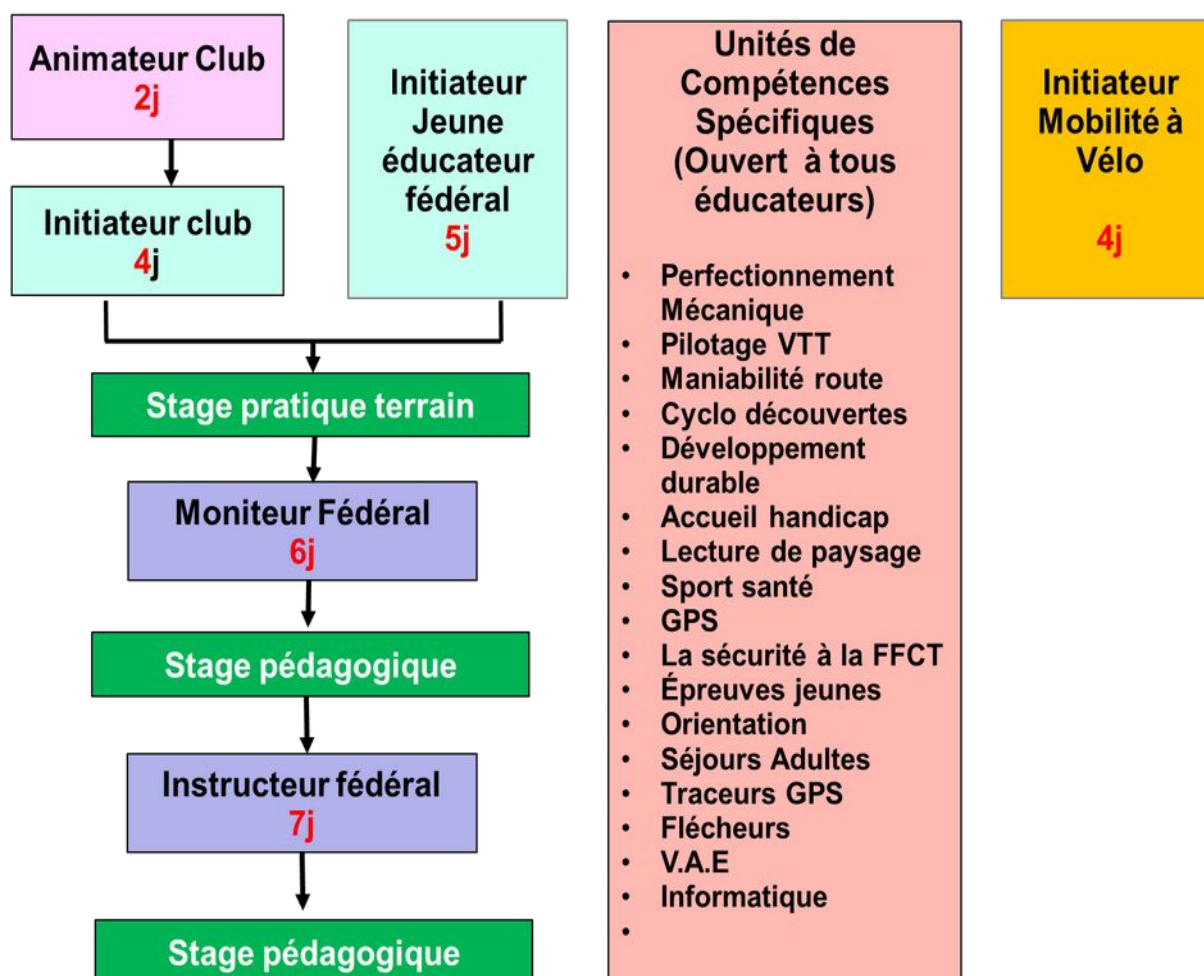 Animateur Club
2j
Initiateur club
4j
Initiateur
Jeune
éducateur
fédéral
5j
Stage pratique terrain
Moniteur Fédéral
6j
Stage pédagogique
Instructeur fédéral
7j
Stage pédagogique
Unités de
Compétences
Spécifiques
(Ouvert à tous
éducateurs)
• Perfectionnement
Mécanique
• Pilotage VTT
• Maniabilité route
• Cyclo découvertes
• Développement
durable
• Accueil handicap
• Lecture de paysage
• Sport santé
• GPS
• La sécurité à la FFCT
• Épreuves jeunes
• Orientation
• Séjours Adultes
• Traceurs GPS
• Flécheurs
• V.A.E
• Informatique
•
Initiateur
Mobilité à
Vélo
4j